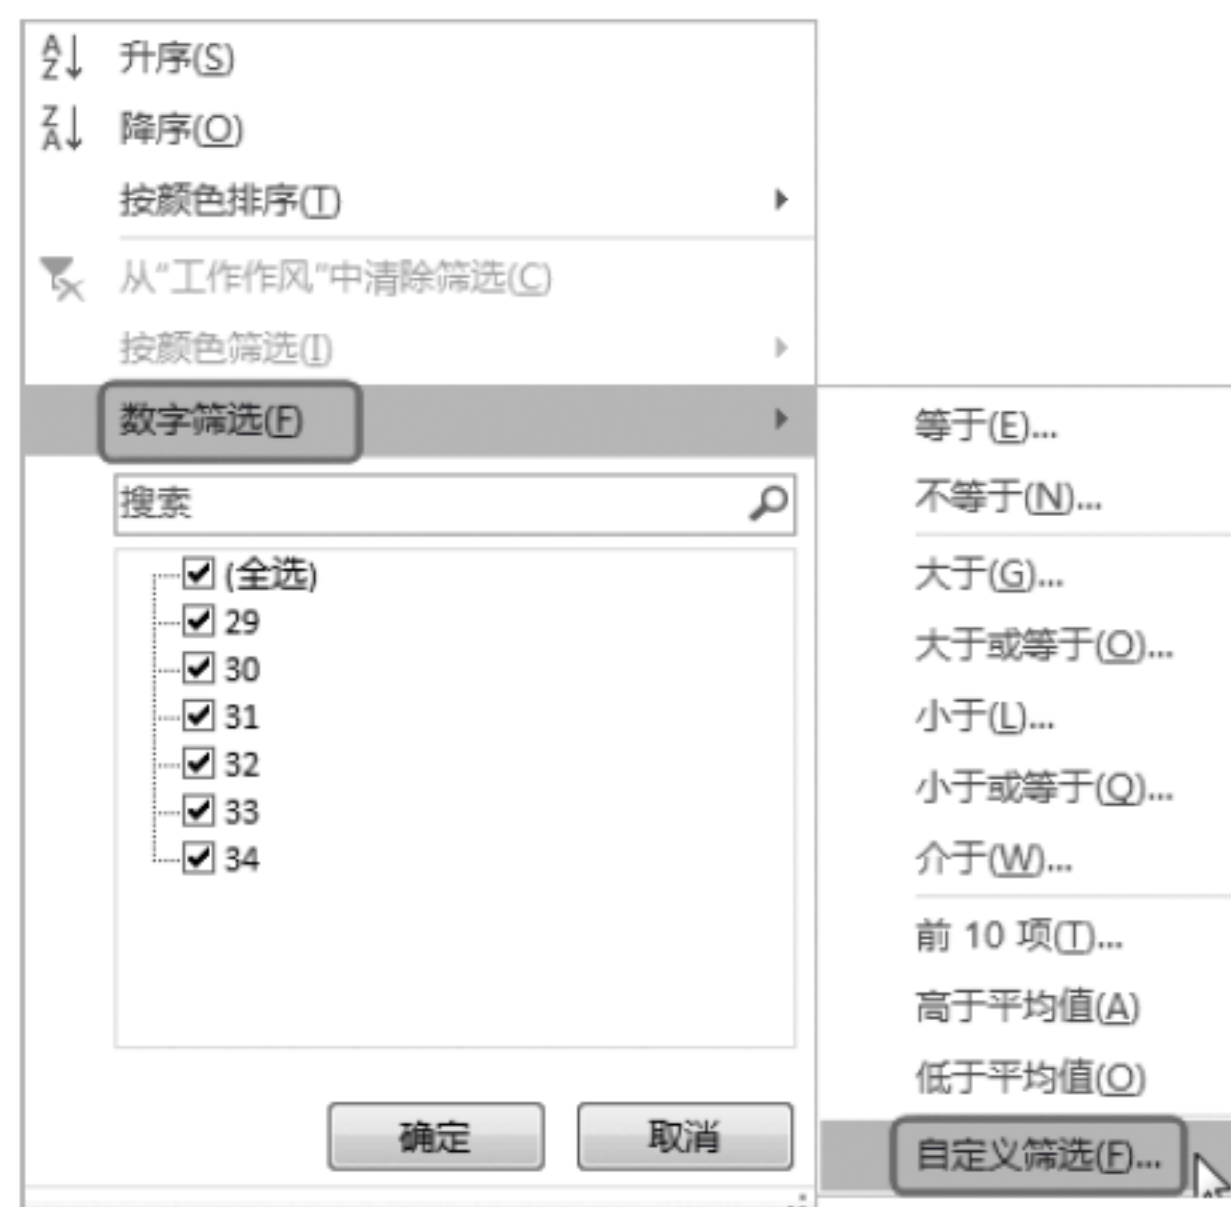 升序(S)
降序(O)
按颜色排序(T)
从“工作作风”中清除筛选(C)
按颜色筛选(I)
数字筛选(F)
搜索
(全选)
29
30
31
32
33
34
确定
取消
等于(E)...
不等于(N)...
大于(G)...
大于或等于(O)...
小于(L)...
小于或等于(Q)...
介于(W)...
前 10 项(T)...
高于平均值(A)
低于平均值(O)
自定义筛选(F)...